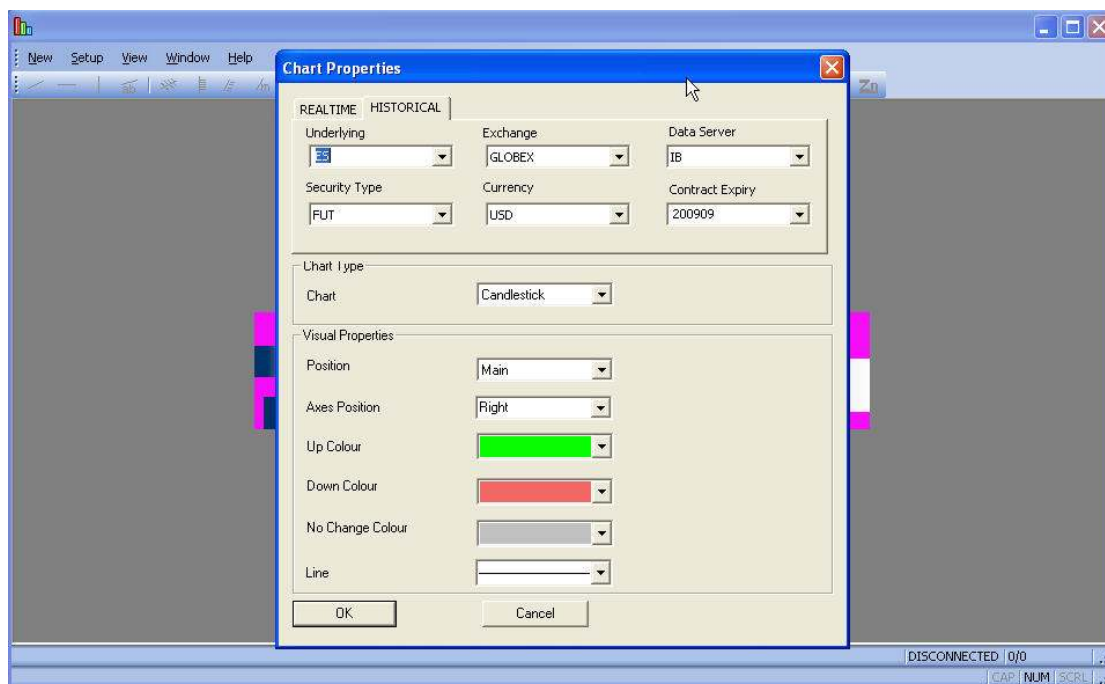 New Setup View Window Help
Chart Properties
REALTIME HISTORICAL
Underlying Exchange Data Server
ES GLOBEX IB
Security Type Currency Contract Expiry
FUT USD 200909
Chart Type
Chart Candlestick
Visual Properties
Position Main
Axes Position Right
Up Colour
Down Colour
No Change Colour
Line
OK Cancel
DISCONNECTED 0/0
CAP NUM SCRL